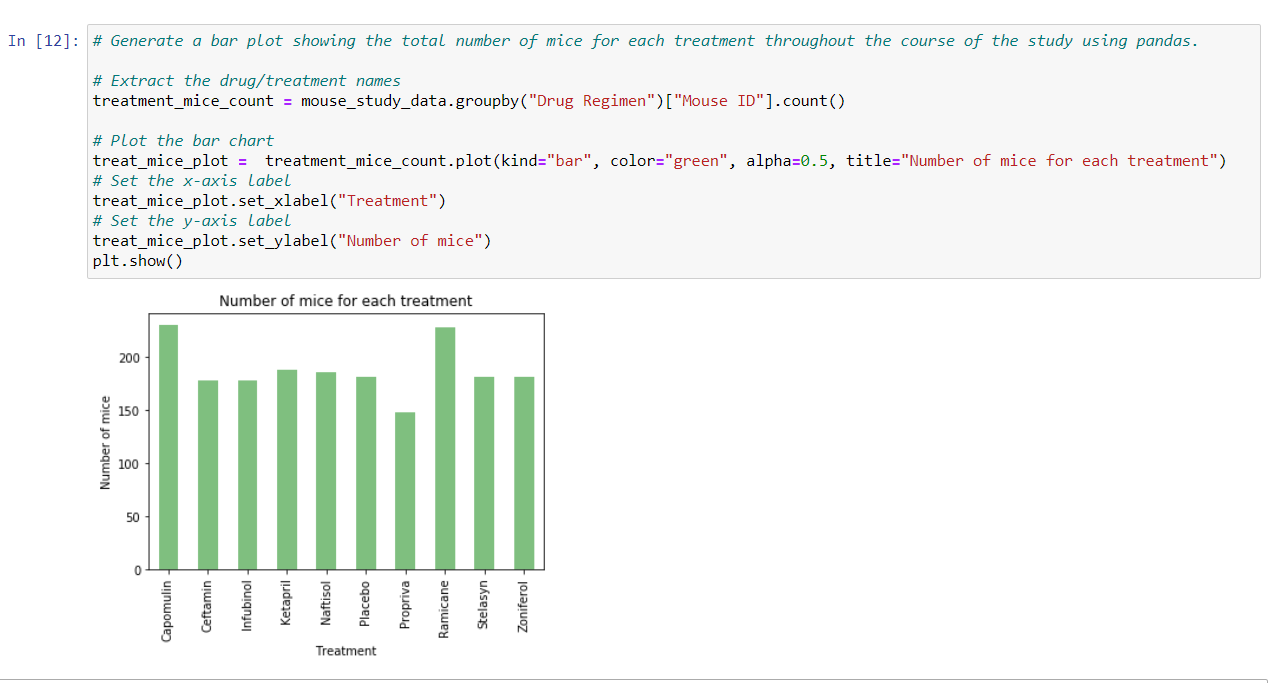 In [12]: # Generate a bar plot showing the total number of mice for each treatment throughout the course of the study using pandas.
# Extract the drug/treatment names
treatment_mice_count = mouse_study_data.groupby("Drug Regimen")["Mouse ID"].count()
# Plot the bar chart
treat_mice_plot =  treatment_mice_count.plot(kind="bar", color="green", alpha=0.5, title="Number of mice for each treatment")
# Set the x-axis label
treat_mice_plot.set_xlabel("Treatment")
# Set the y-axis label
treat_mice_plot.set_ylabel("Number of mice")
plt.show()
Number of mice for each treatment
Number of mice
200
150
100
50
0
Capomulin
Ceftamin
Infubinol
Ketapril
Naftisol
Placebo
Propriva
Ramicane
Stelasyn
Zoniferol
Treatment